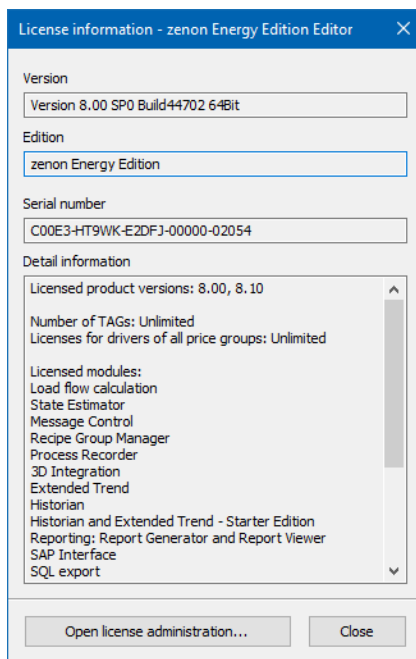 License information - zenon Energy Edition Editor
Version
Version 8.00 SP0 Build44702 64Bit
Edition
zenon Energy Edition
Serial number
C00E3-HT9WK-E2DFJ-00000-02054
Detail information
Licensed product versions: 8.00, 8.10
Number of TAGs: Unlimited
Licenses for drivers of all price groups: Unlimited
Licensed modules:
Load flow calculation
State Estimator
Message Control
Recipe Group Manager
Process Recorder
3D Integration
Extended Trend
Historian
Historian and Extended Trend - Starter Edition
Reporting: Report Generator and Report Viewer
SAP Interface
SQL export
Open license administration...
Close